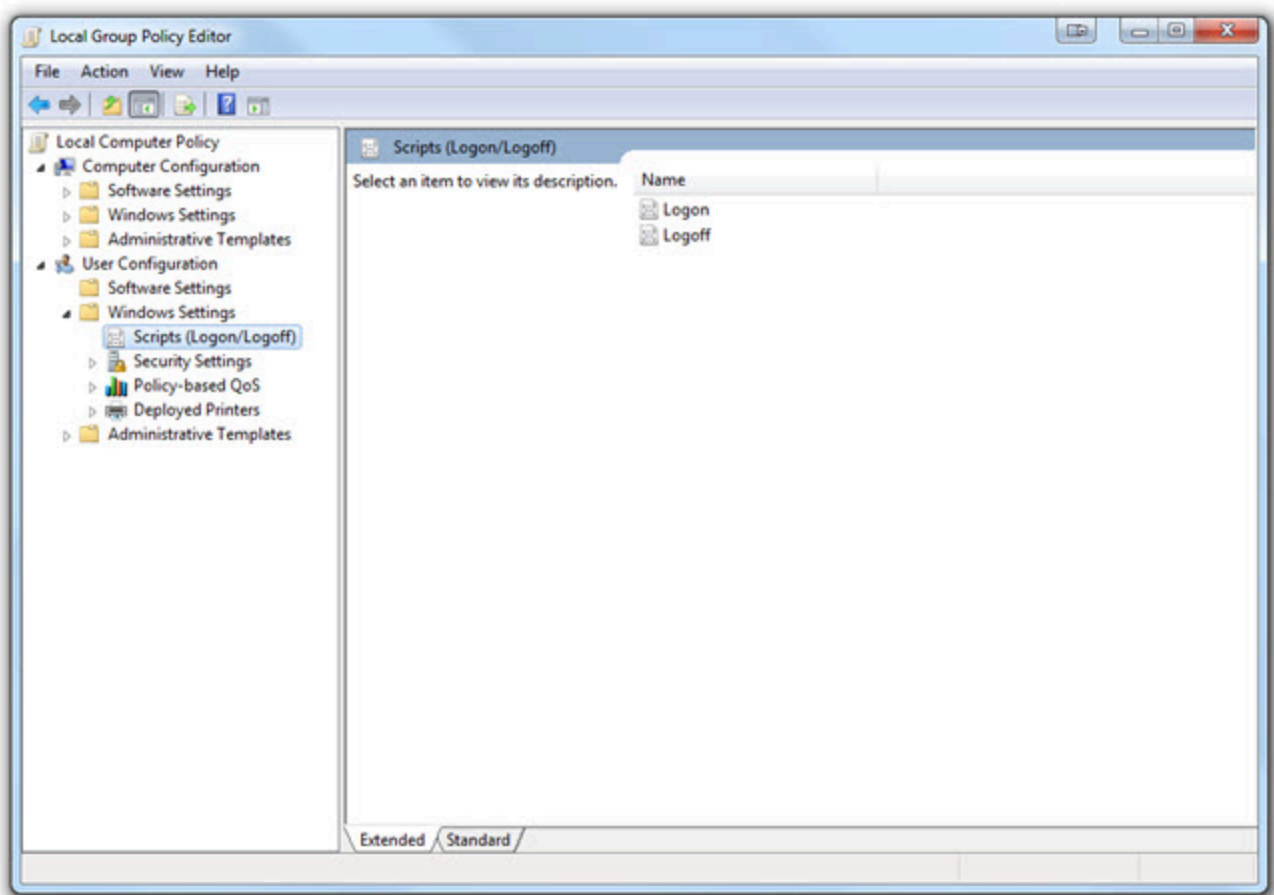 Local Group Policy Editor
File Action View Help
Local Computer Policy
Computer Configuration
Software Settings
Windows Settings
Administrative Templates
User Configuration
Software Settings
Windows Settings
Scripts (Logon/Logoff)
Security Settings
Policy-based QoS
Deployed Printers
Administrative Templates
Scripts (Logon/Logoff)
Select an item to view its description.
Name
Logon
Logoff
Extended Standard